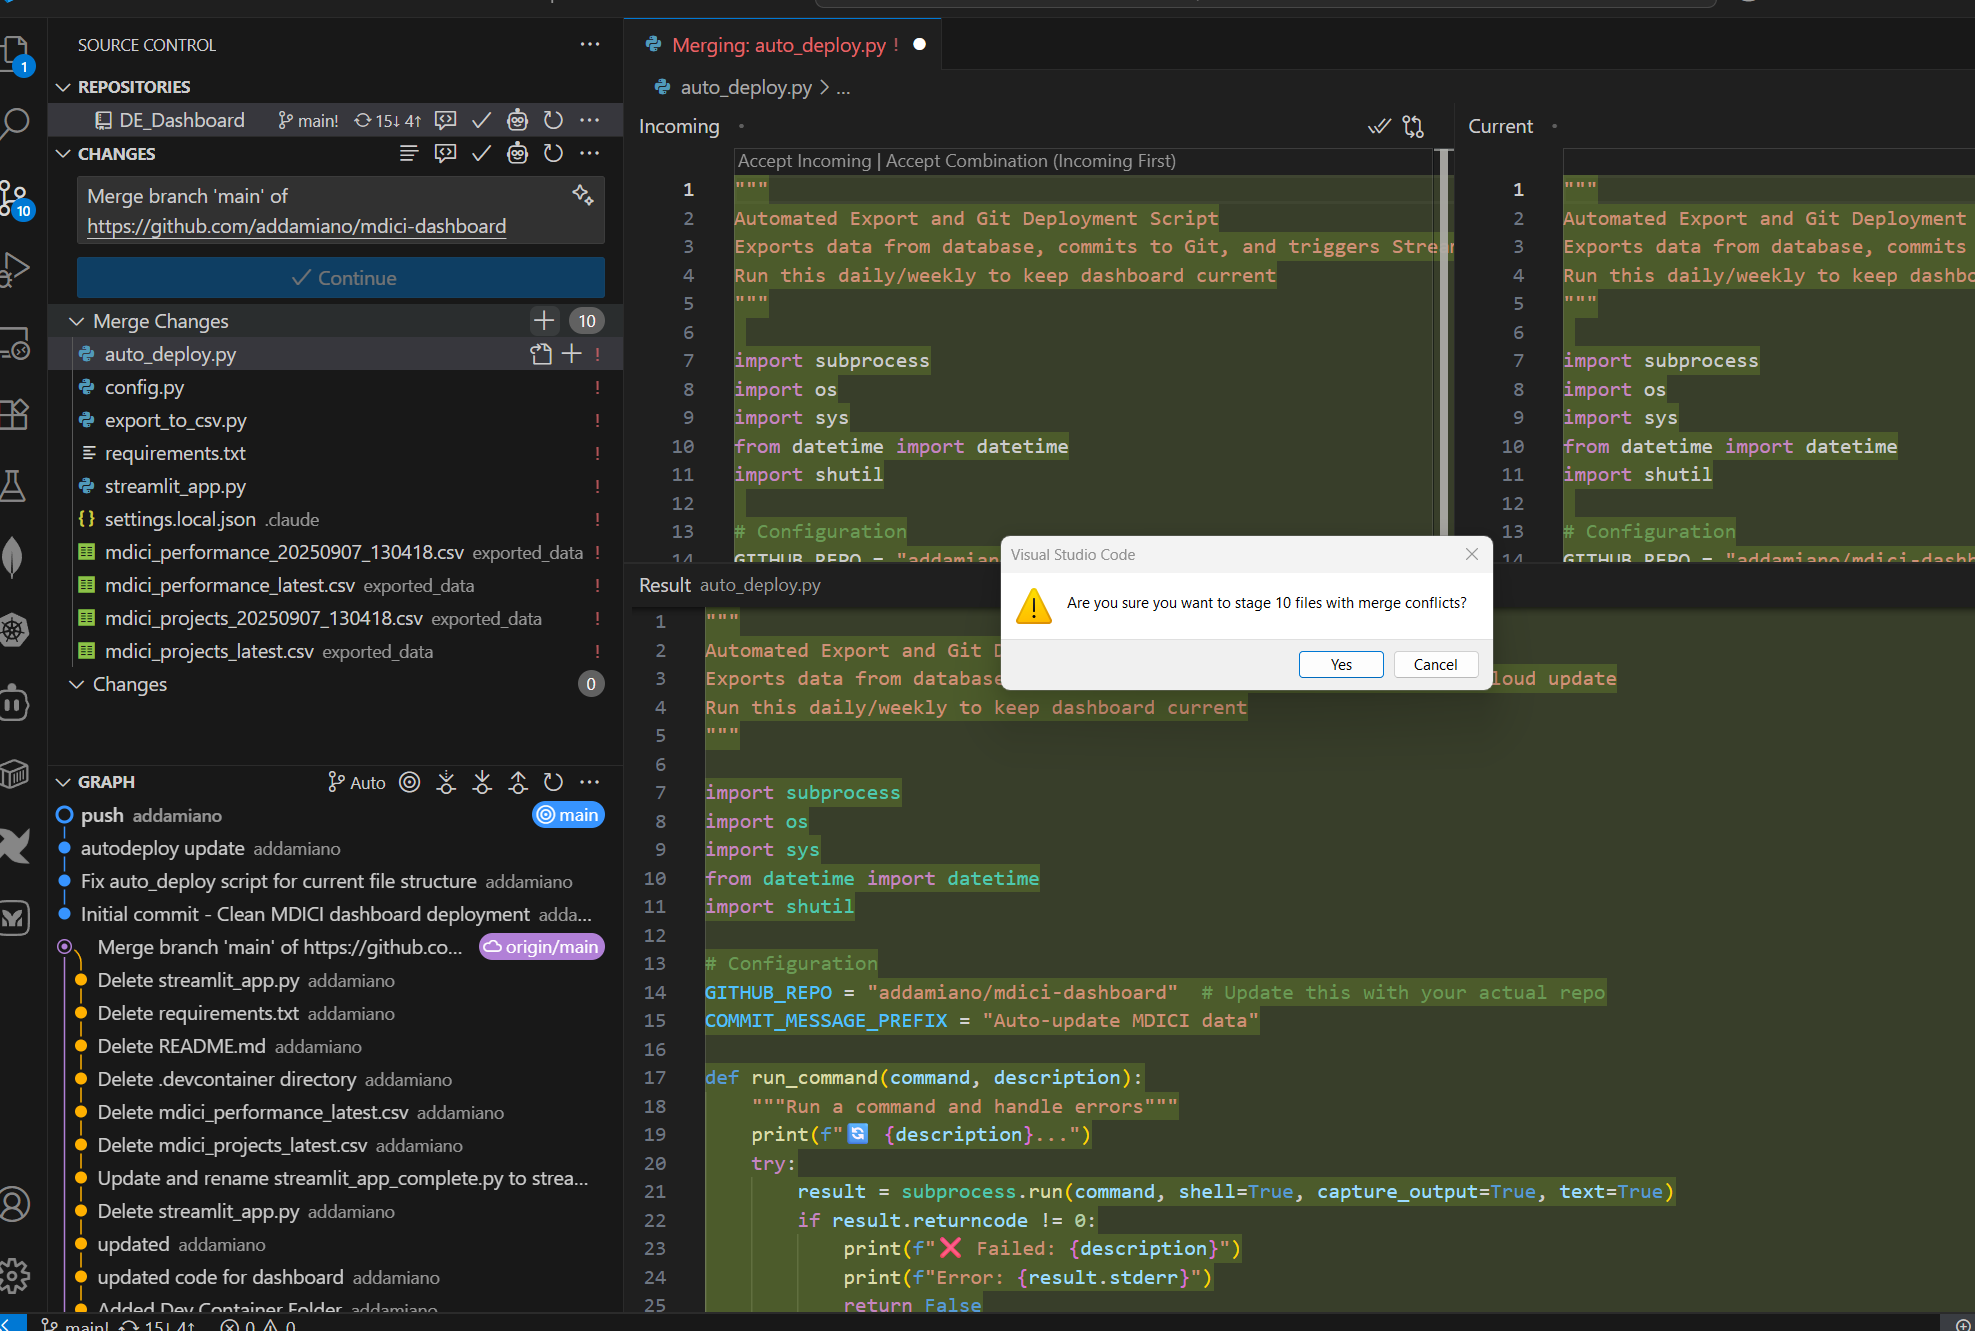 SOURCE CONTROL
REPOSITORIES
DE_Dashboard main! 15↓ 4↑
CHANGES
Merge branch 'main' of
https://github.com/addamiano/mdici-dashboard
Continue
Merge Changes 10
auto_deploy.py !
config.py !
export_to_csv.py !
requirements.txt !
streamlit_app.py !
settings.local.json .claude !
mdici_performance_20250907_130418.csv exported_data !
mdici_performance_latest.csv exported_data !
mdici_projects_20250907_130418.csv exported_data !
mdici_projects_latest.csv exported_data !
Changes 0
GRAPH Auto
push addamiano main
autodeploy update addamiano
Fix auto_deploy script for current file structure addamiano
Initial commit - Clean MDICI dashboard deployment adda...
Merge branch 'main' of https://github.co... origin/main
Delete streamlit_app.py addamiano
Delete requirements.txt addamiano
Delete README.md addamiano
Delete .devcontainer directory addamiano
Delete mdici_performance_latest.csv addamiano
Delete mdici_projects_latest.csv addamiano
Update and rename streamlit_app_complete.py to strea...
Delete streamlit_app.py addamiano
updated addamiano
updated code for dashboard addamiano
Added Dev Container Folder addamiano
main! 15↓ 4↑ 0 0
1
10
Merging: auto_deploy.py !
auto_deploy.py > ...
Incoming
Accept Incoming | Accept Combination (Incoming First)
1 """
2 Automated Export and Git Deployment Script
3 Exports data from database, commits to Git, and triggers Strea
4 Run this daily/weekly to keep dashboard current
5 """
6
7 import subprocess
8 import os
9 import sys
10 from datetime import datetime
11 import shutil
12
13 # Configuration
14 GITHUB_REPO = "addamian
Current
1 """
2 Automated Export and Git Deployment
3 Exports data from database, commits
4 Run this daily/weekly to keep dashbo
5 """
6
7 import subprocess
8 import os
9 import sys
10 from datetime import datetime
11 import shutil
12
13 # Configuration
14 GITHUB_REPO = "addamiano/mdici-dashb
Visual Studio Code
Are you sure you want to stage 10 files with merge conflicts?
Yes Cancel
Result auto_deploy.py
1 """
2 Automated Export and Git D
3 Exports data from database loud update
4 Run this daily/weekly to keep dashboard current
5 """
6
7 import subprocess
8 import os
9 import sys
10 from datetime import datetime
11 import shutil
12
13 # Configuration
14 GITHUB_REPO = "addamiano/mdici-dashboard" # Update this with your actual repo
15 COMMIT_MESSAGE_PREFIX = "Auto-update MDICI data"
16
17 def run_command(command, description):
18 """Run a command and handle errors"""
19 print(f"🔄 {description}...")
20 try:
21 result = subprocess.run(command, shell=True, capture_output=True, text=True)
22 if result.returncode != 0:
23 print(f"❌ Failed: {description}")
24 print(f"Error: {result.stderr}")
25 return False